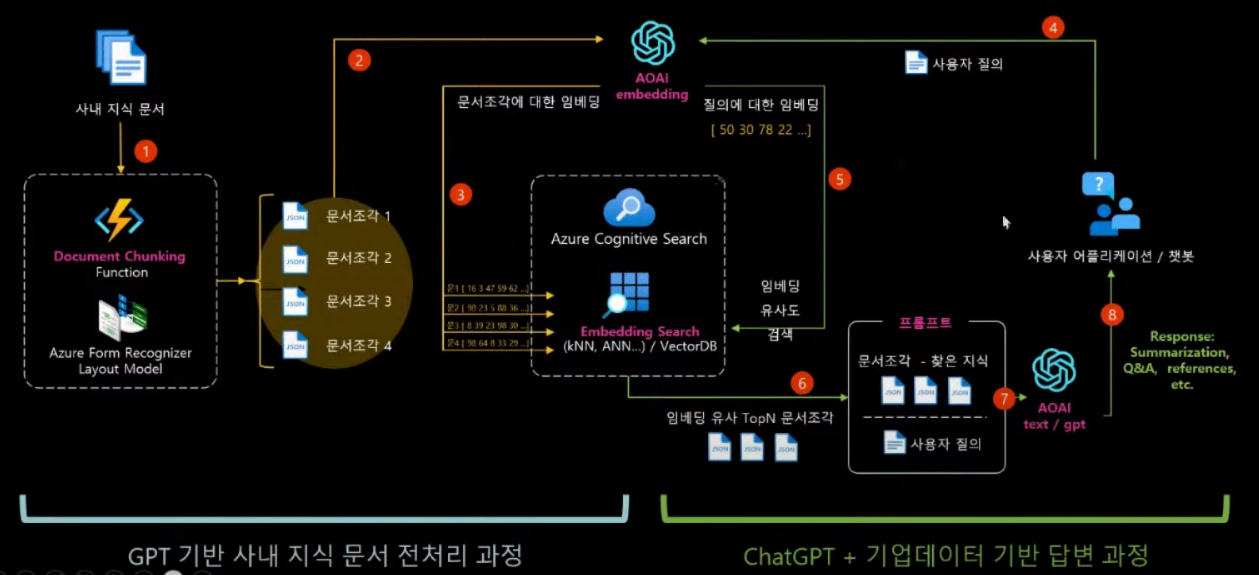 사내 지식 문서
1
Document Chunking
Function
Azure Form Recognizer
Layout Model
JSON 문서조각 1
JSON 문서조각 2
JSON 문서조각 3
JSON 문서조각 4
2
AOAI
embedding
문서조각에 대한 임베딩
질의에 대한 임베딩
[ 50 30 78 22 ...]
4
사용자 질의
3
5
Azure Cognitive Search
Embedding Search
(kNN, ANN...) / VectorDB
[ 16 3 47 59 62 ...]
[ 98 23 5 88 36 ...]
[ 8 39 23 98 30 ...]
[ 98 64 8 33 29 ...]
임베딩
유사도
검색
?
사용자 어플리케이션 / 챗봇
6
임베딩 유사 TopN 문서조각
JSON JSON JSON
프롬프트
문서조각 - 찾은 지식
JSON JSON JSON
사용자 질의
7
AOAI
text / gpt
8
Response:
Summarization,
Q&A, references,
etc.
GPT 기반 사내 지식 문서 전처리 과정
ChatGPT + 기업데이터 기반 답변 과정